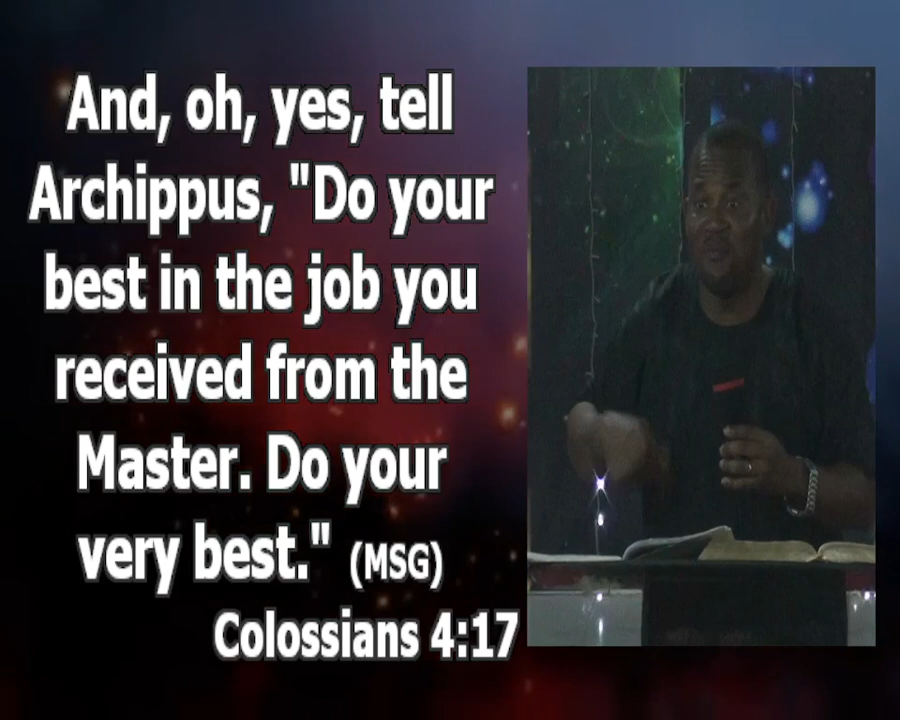 And, oh, yes, tell
Archippus, "Do your
best in the job you
received from the
Master. Do your
very best." (MSG)
Colossians 4:17